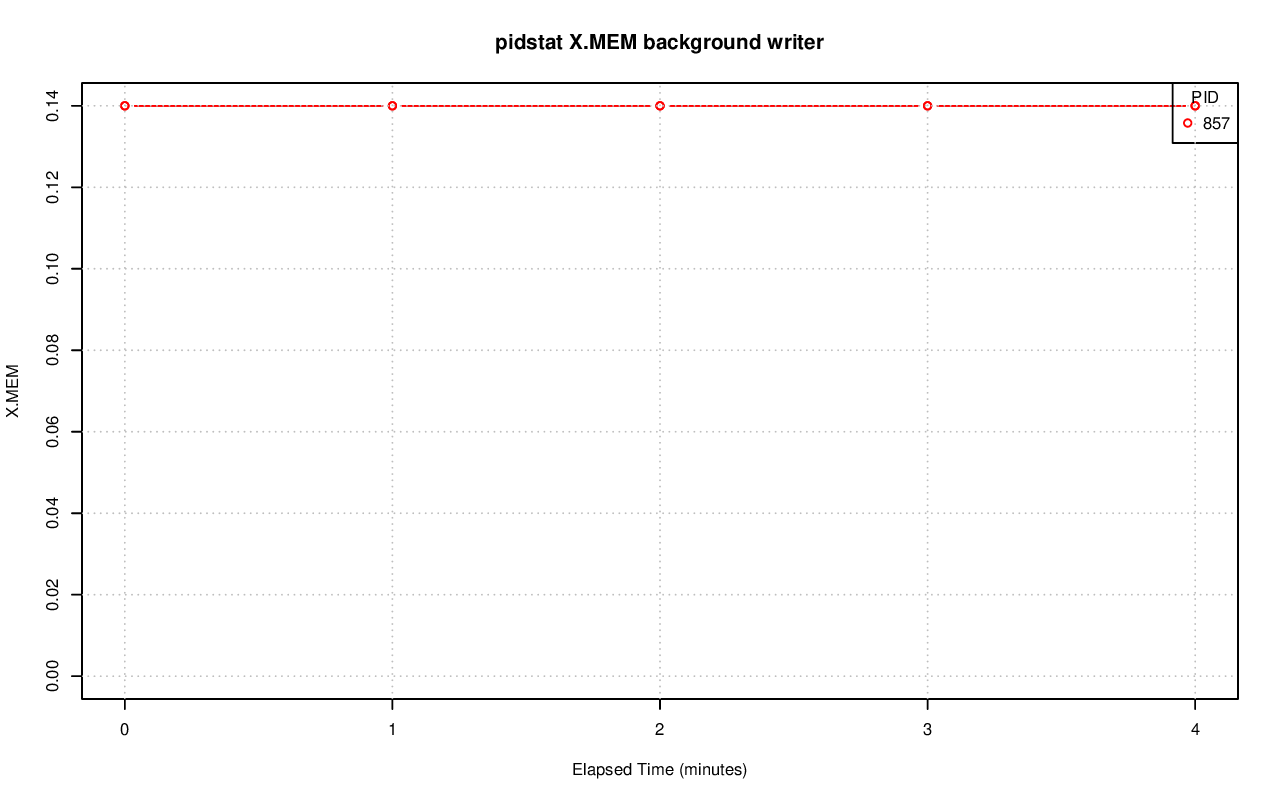 pidstat X.MEM background writer
PID
857
X.MEM
0.14
0.12
0.10
0.08
0.06
0.04
0.02
0.00
0 1 2 3 4
Elapsed Time (minutes)